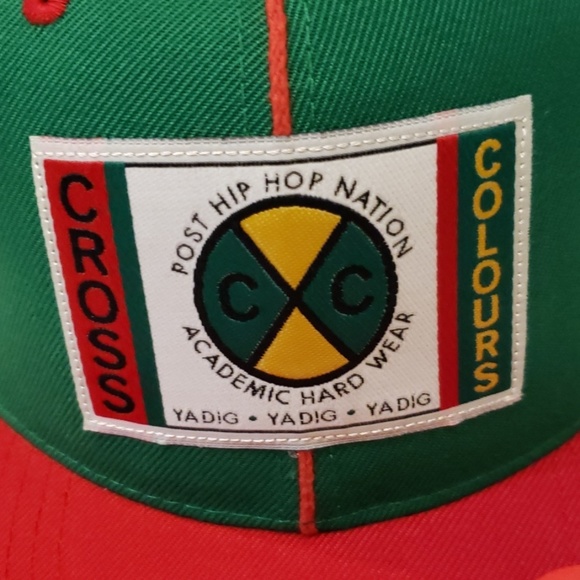 CROSS
POST HIP HOP NATION
C C
ACADEMIC HARD WEAR
YADIG • YADIG • YADIG
COLOURS